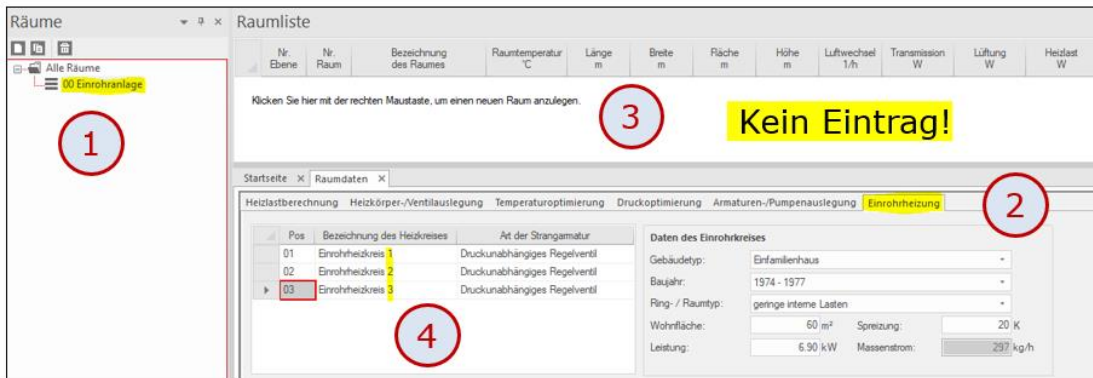 Räume
Alle Räume
00 Einrohranlage
1
Raumliste
Nr. Ebene Nr. Raum Bezeichnung des Raumes Raumtemperatur °C Länge m Breite m Fläche m Höhe m Luftwechsel 1/h Transmission W Lüftung W Heizlast W
Klicken Sie hier mit der rechten Maustaste, um einen neuen Raum anzulegen.
3
Kein Eintrag!
Startseite Raumdaten
Heizlastberechnung Heizkörper-/Ventilauslegung Temperaturoptimierung Druckoptimierung Armaturen-/Pumpenauslegung Einrohrheizung
2
Pos Bezeichnung des Heizkreises Art der Strangarmatur
01 Einrohrheizkreis 1 Druckunabhängiges Regelventil
02 Einrohrheizkreis 2 Druckunabhängiges Regelventil
03 Einrohrheizkreis 3 Druckunabhängiges Regelventil
4
Daten des Einrohrkreises
Gebäudetyp: Einfamilienhaus
Baujahr: 1974 - 1977
Ring- / Raumtyp: geringe interne Lasten
Wohnfläche: 60 m² Spreizung: 20 K
Leistung: 6.90 kW Massenstrom: 297 kg/h